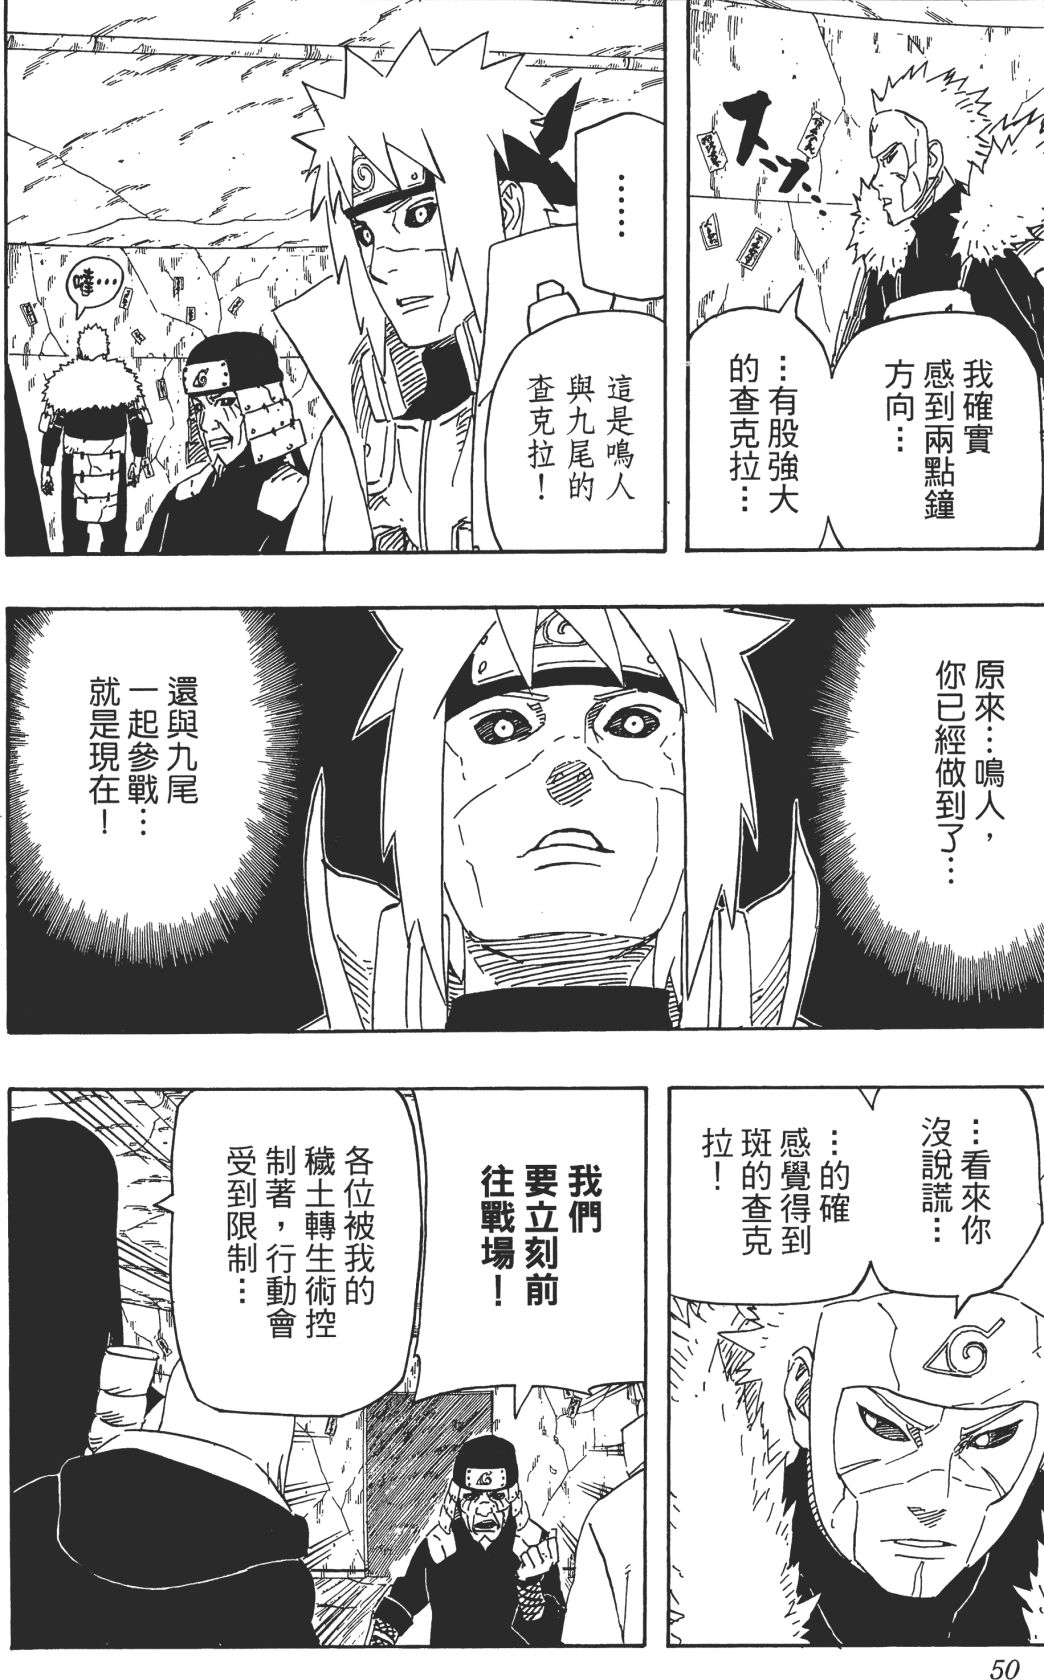 ズズズ…
我確實
感到兩點鐘
方向…
…有股強大
的查克拉…
……
這是鳴人
與九尾的
查克拉！
嗟…
原來…鳴人，
你已經做到了…
還與九尾
一起參戰…
就是現在！
…看來你
沒說謊…
…的確
感覺得到
斑的查克
拉！
我們
要立刻前
往戰場！
各位被我的
穢土轉生術控
制著，行動會
受到限制…
50